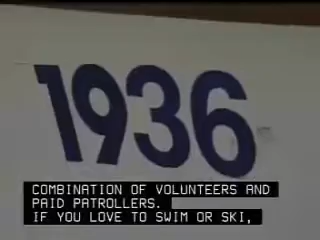 1936
COMBINATION OF VOLUNTEERS AND
PAID PATROLLERS.
IF YOU LOVE TO SWIM OR SKI,